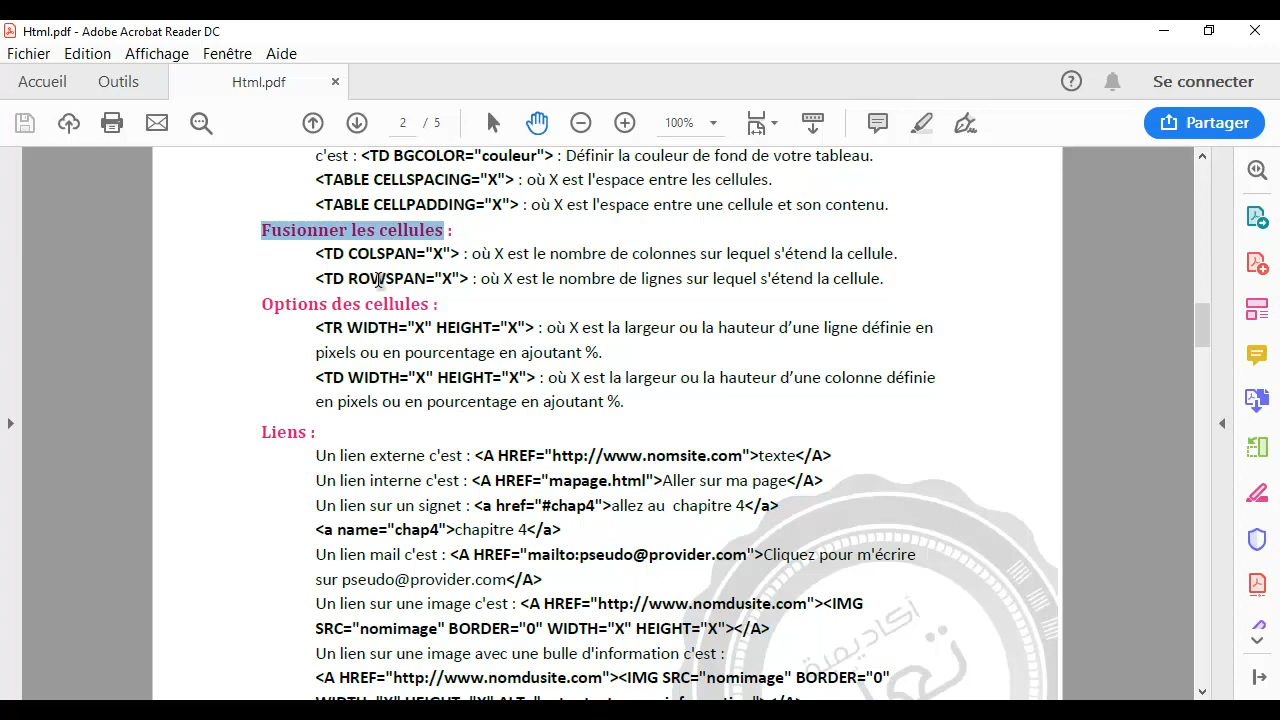 Html.pdf - Adobe Acrobat Reader DC
Fichier Edition Affichage Fenêtre Aide
Accueil Outils Html.pdf × Se connecter
2 / 5 100% Partager
c'est : <TD BGCOLOR="couleur"> : Définir la couleur de fond de votre tableau.
<TABLE CELLSPACING="X"> : où X est l'espace entre les cellules.
<TABLE CELLPADDING="X"> : où X est l'espace entre une cellule et son contenu.
Fusionner les cellules :
<TD COLSPAN="X"> : où X est le nombre de colonnes sur lequel s'étend la cellule.
<TD ROWSPAN="X"> : où X est le nombre de lignes sur lequel s'étend la cellule.
Options des cellules :
<TR WIDTH="X" HEIGHT="X"> : où X est la largeur ou la hauteur d’une ligne définie en
pixels ou en pourcentage en ajoutant %.
<TD WIDTH="X" HEIGHT="X"> : où X est la largeur ou la hauteur d’une colonne définie
en pixels ou en pourcentage en ajoutant %.
Liens :
Un lien externe c'est : <A HREF="http://www.nomsite.com">texte</A>
Un lien interne c'est : <A HREF="mapage.html">Aller sur ma page</A>
Un lien sur un signet : <a href="#chap4">allez au chapitre 4</a>
<a name="chap4">chapitre 4</a>
Un lien mail c'est : <A HREF="mailto:pseudo@provider.com">Cliquez pour m'écrire
sur pseudo@provider.com</A>
Un lien sur une image c'est : <A HREF="http://www.nomdusite.com"><IMG
SRC="nomimage" BORDER="0" WIDTH="X" HEIGHT="X"></A>
Un lien sur une image avec une bulle d'information c'est :
<A HREF="http://www.nomdusite.com"><IMG SRC="nomimage" BORDER="0"
أكاديمية